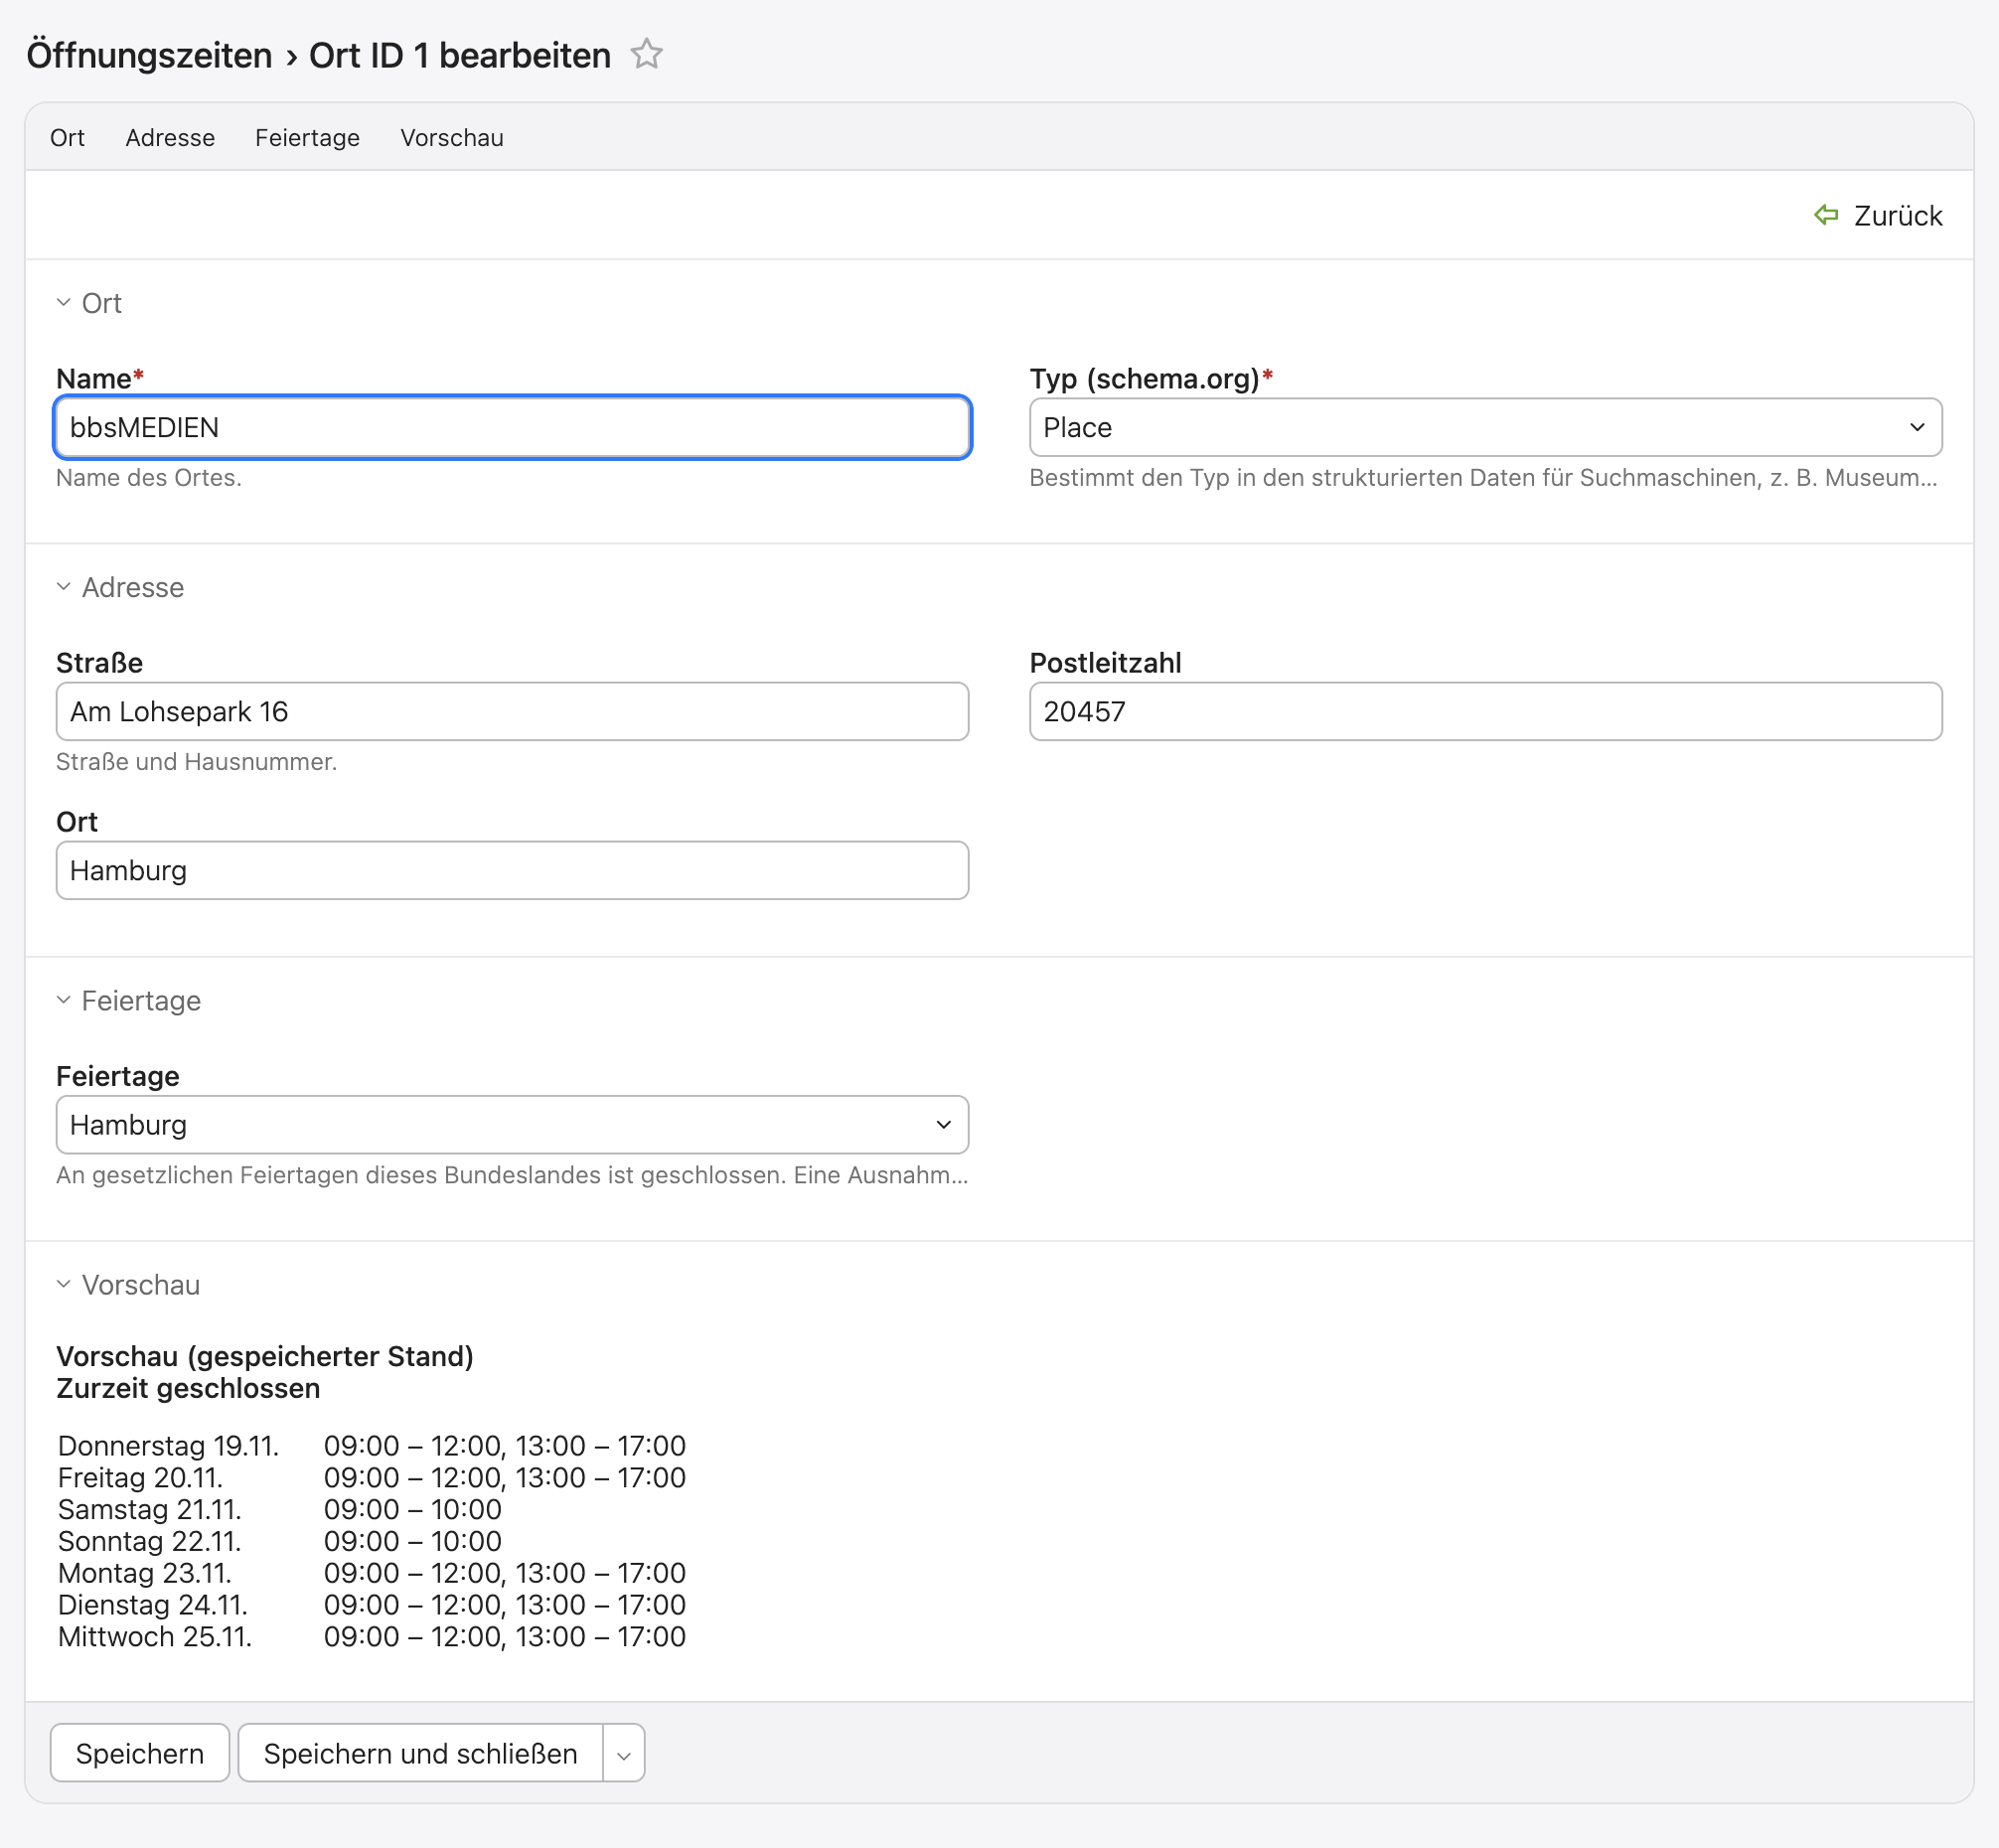 Öffnungszeiten › Ort ID 1 bearbeiten
Ort Adresse Feiertage Vorschau
Zurück
Ort
Name*
bbsMEDIEN
Name des Ortes.
Typ (schema.org)*
Place
Bestimmt den Typ in den strukturierten Daten für Suchmaschinen, z. B. Museum...
Adresse
Straße
Am Lohsepark 16
Straße und Hausnummer.
Postleitzahl
20457
Ort
Hamburg
Feiertage
Feiertage
Hamburg
An gesetzlichen Feiertagen dieses Bundeslandes ist geschlossen. Eine Ausnahm...
Vorschau
Vorschau (gespeicherter Stand)
Zurzeit geschlossen
Donnerstag 19.11. 09:00 – 12:00, 13:00 – 17:00
Freitag 20.11. 09:00 – 12:00, 13:00 – 17:00
Samstag 21.11. 09:00 – 10:00
Sonntag 22.11. 09:00 – 10:00
Montag 23.11. 09:00 – 12:00, 13:00 – 17:00
Dienstag 24.11. 09:00 – 12:00, 13:00 – 17:00
Mittwoch 25.11. 09:00 – 12:00, 13:00 – 17:00
Speichern Speichern und schließen